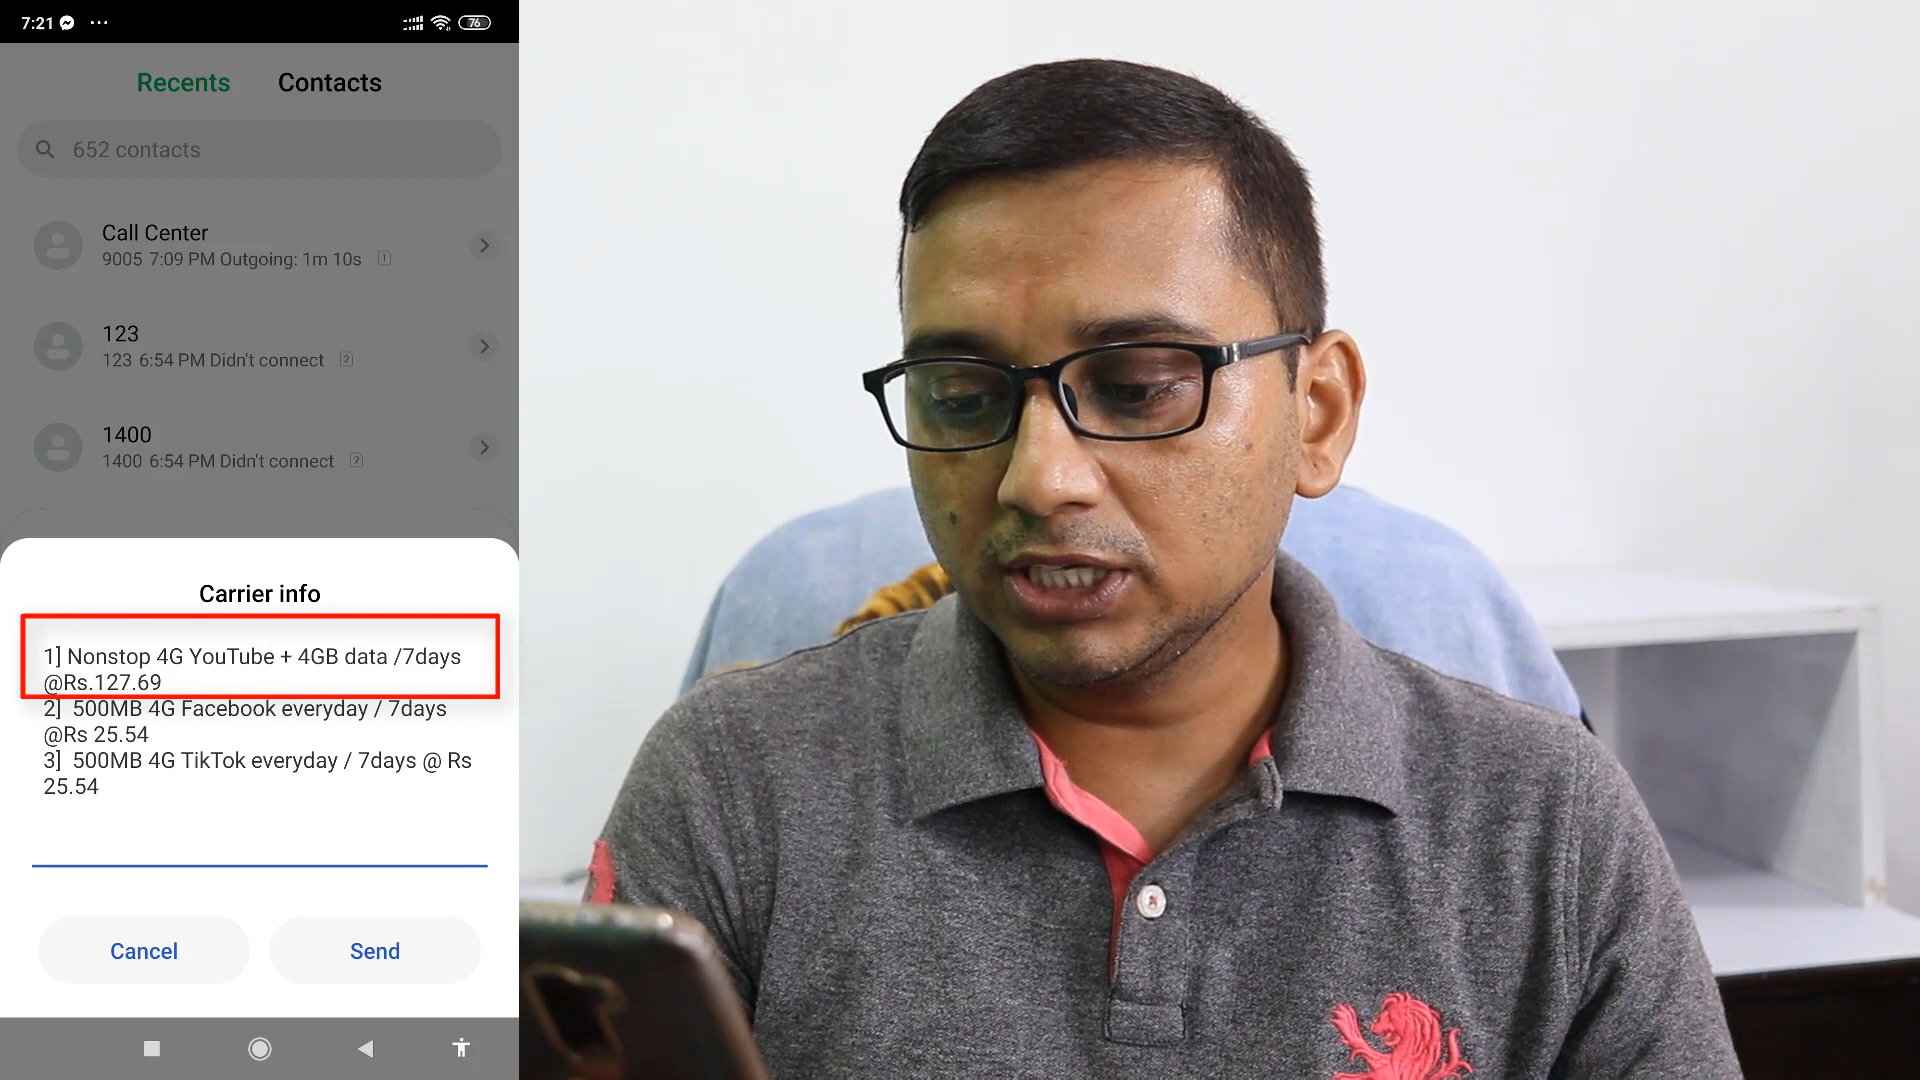 7:21
76
Recents Contacts
652 contacts
Call Center
9005 7:09 PM Outgoing: 1m 10s 1
123
123 6:54 PM Didn't connect 2
1400
1400 6:54 PM Didn't connect 2
Carrier info
1] Nonstop 4G YouTube + 4GB data /7days
@Rs.127.69
2] 500MB 4G Facebook everyday / 7days
@Rs 25.54
3] 500MB 4G TikTok everyday / 7days @ Rs
25.54
Cancel Send